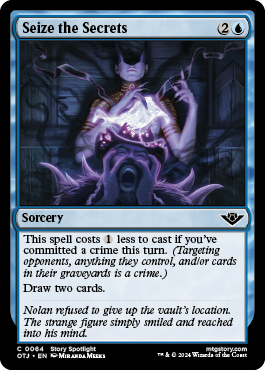 Seize the Secrets 2
Sorcery
This spell costs 1 less to cast if you've
committed a crime this turn. (Targeting
opponents, anything they control, and/or cards
in their graveyards is a crime.)
Draw two cards.
Nolan refused to give up the vault's location.
The strange figure simply smiled and reached
into his mind.
C 0064 Story Spotlight mtgstory.com
OTJ • EN MIRANDA MEEKS ™ & © 2024 Wizards of the Coast